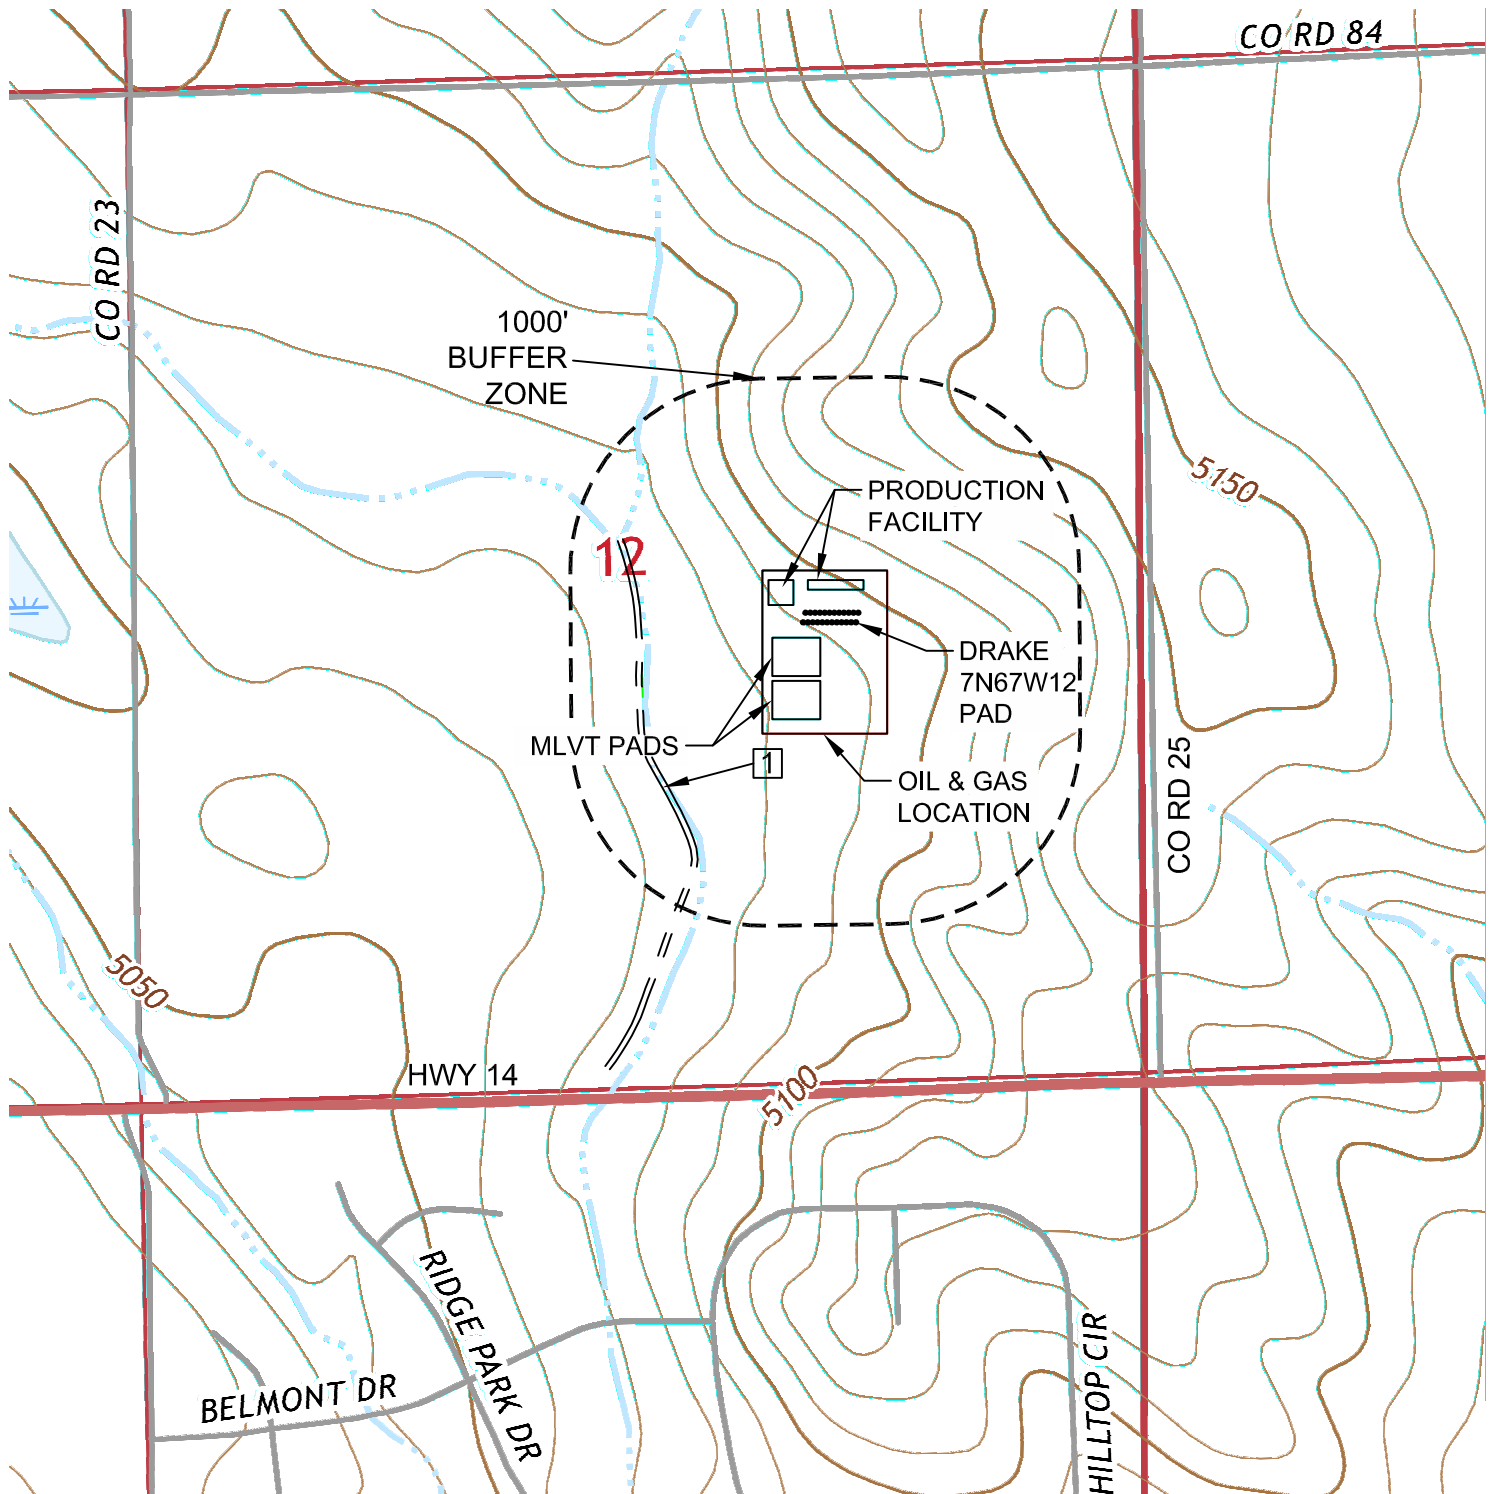 CO RD 84
CO RD 23
1000'
BUFFER
ZONE
5150
PRODUCTION
FACILITY
12
DRAKE
7N67W12
PAD
MLVT PADS
1
OIL & GAS
LOCATION
CO RD 25
5050
HWY 14
5100
RIDGE PARK DR
BELMONT DR
HILLTOP CIR